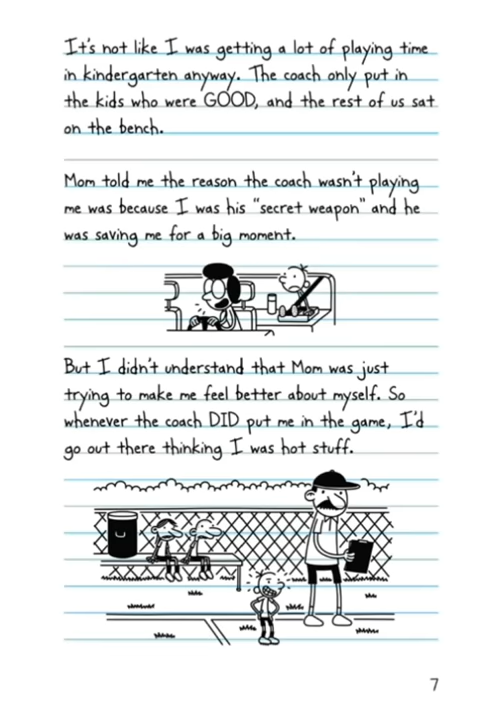 It's not like I was getting a lot of playing time
in kindergarten anyway. The coach only put in
the kids who were GOOD, and the rest of us sat
on the bench.
Mom told me the reason the coach wasn't playing
me was because I was his "secret weapon" and he
was saving me for a big moment.
But I didn't understand that Mom was just
trying to make me feel better about myself. So
whenever the coach DID put me in the game, I'd
go out there thinking I was hot stuff.
7